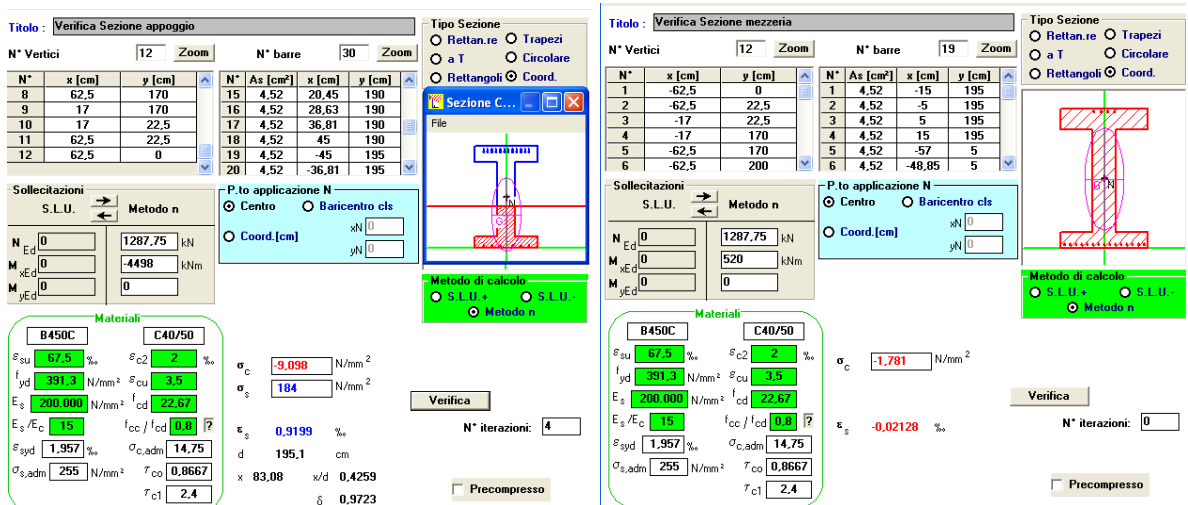 Titolo : Verifica Sezione appoggio
N° Vertici 12 Zoom N° barre 30 Zoom
N° x [cm] y [cm]
8 62,5 170
9 17 170
10 17 22,5
11 62,5 22,5
12 62,5 0
N° As [cm²] x [cm] y [cm]
15 4,52 20,45 190
16 4,52 28,63 190
17 4,52 36,81 190
18 4,52 45 190
19 4,52 -45 195
20 4,52 -36,81 195
Tipo Sezione
Rettan.re Trapezi
a T Circolare
Rettangoli Coord.
Sezione C...
File
N
G
Sollecitazioni
S.L.U. Metodo n
N Ed 0 1287,75 kN
M xEd 0 -4498 kNm
M yEd 0 0
P.to applicazione N
Centro Baricentro cls
Coord.[cm] xN 0
yN 0
Metodo di calcolo
S.L.U.+ S.L.U.-
Metodo n
Materiali
B450C C40/50
εsu 67,5 ‰ εc2 2 ‰
fyd 391,3 N/mm² εcu 3,5
Es 200.000 N/mm² fcd 22,67
Es/Ec 15 fcc/fcd 0,8 ?
εsyd 1,957 ‰ σc,adm 14,75
σs,adm 255 N/mm² τco 0,8667
τc1 2,4
σc -9,098 N/mm²
σs 184 N/mm²
εs 0,9199 ‰
d 195,1 cm
x 83,08 x/d 0,4259
δ 0,9723
Verifica
N° iterazioni: 4
Precompresso
Titolo : Verifica Sezione mezzeria
N° Vertici 12 Zoom N° barre 19 Zoom
N° x [cm] y [cm]
1 -62,5 0
2 -62,5 22,5
3 -17 22,5
4 -17 170
5 -62,5 170
6 -62,5 200
N° As [cm²] x [cm] y [cm]
1 4,52 -15 195
2 4,52 -5 195
3 4,52 5 195
4 4,52 15 195
5 4,52 -57 5
6 4,52 -48,85 5
Tipo Sezione
Rettan.re Trapezi
a T Circolare
Rettangoli Coord.
G N
Sollecitazioni
S.L.U. Metodo n
N Ed 0 1287,75 kN
M xEd 0 520 kNm
M yEd 0 0
P.to applicazione N
Centro Baricentro cls
Coord.[cm] xN 0
yN 0
Metodo di calcolo
S.L.U.+ S.L.U.-
Metodo n
Materiali
B450C C40/50
εsu 67,5 ‰ εc2 2 ‰
fyd 391,3 N/mm² εcu 3,5
Es 200.000 N/mm² fcd 22,67
Es/Ec 15 fcc/fcd 0,8 ?
εsyd 1,957 ‰ σc,adm 14,75
σs,adm 255 N/mm² τco 0,8667
τc1 2,4
σc -1,781 N/mm²
εs -0,02128 ‰
Verifica
N° iterazioni: 0
Precompresso